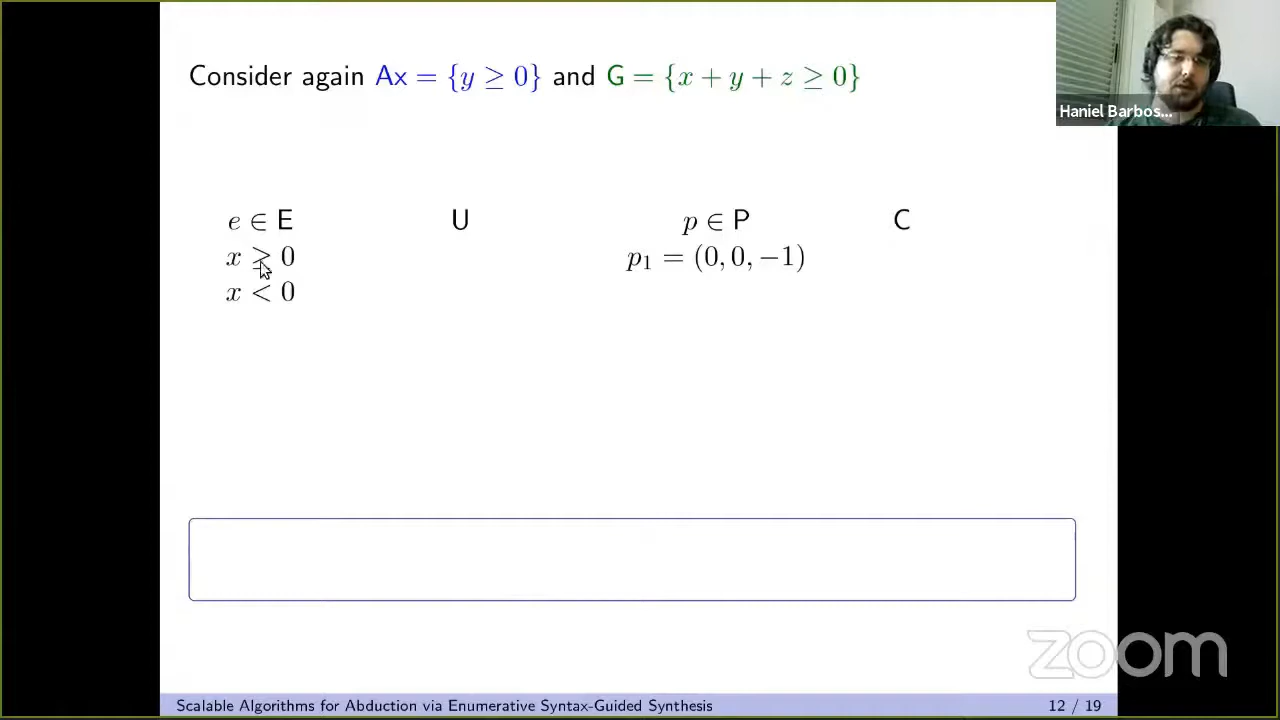 Consider again Ax = {y ≥ 0} and G = {x + y + z ≥ 0}
Haniel Barbos...
e ∈ E U p ∈ P C
x ≥ 0 p₁ = (0, 0, −1)
x < 0
zoom
Scalable Algorithms for Abduction via Enumerative Syntax-Guided Synthesis 12 / 19